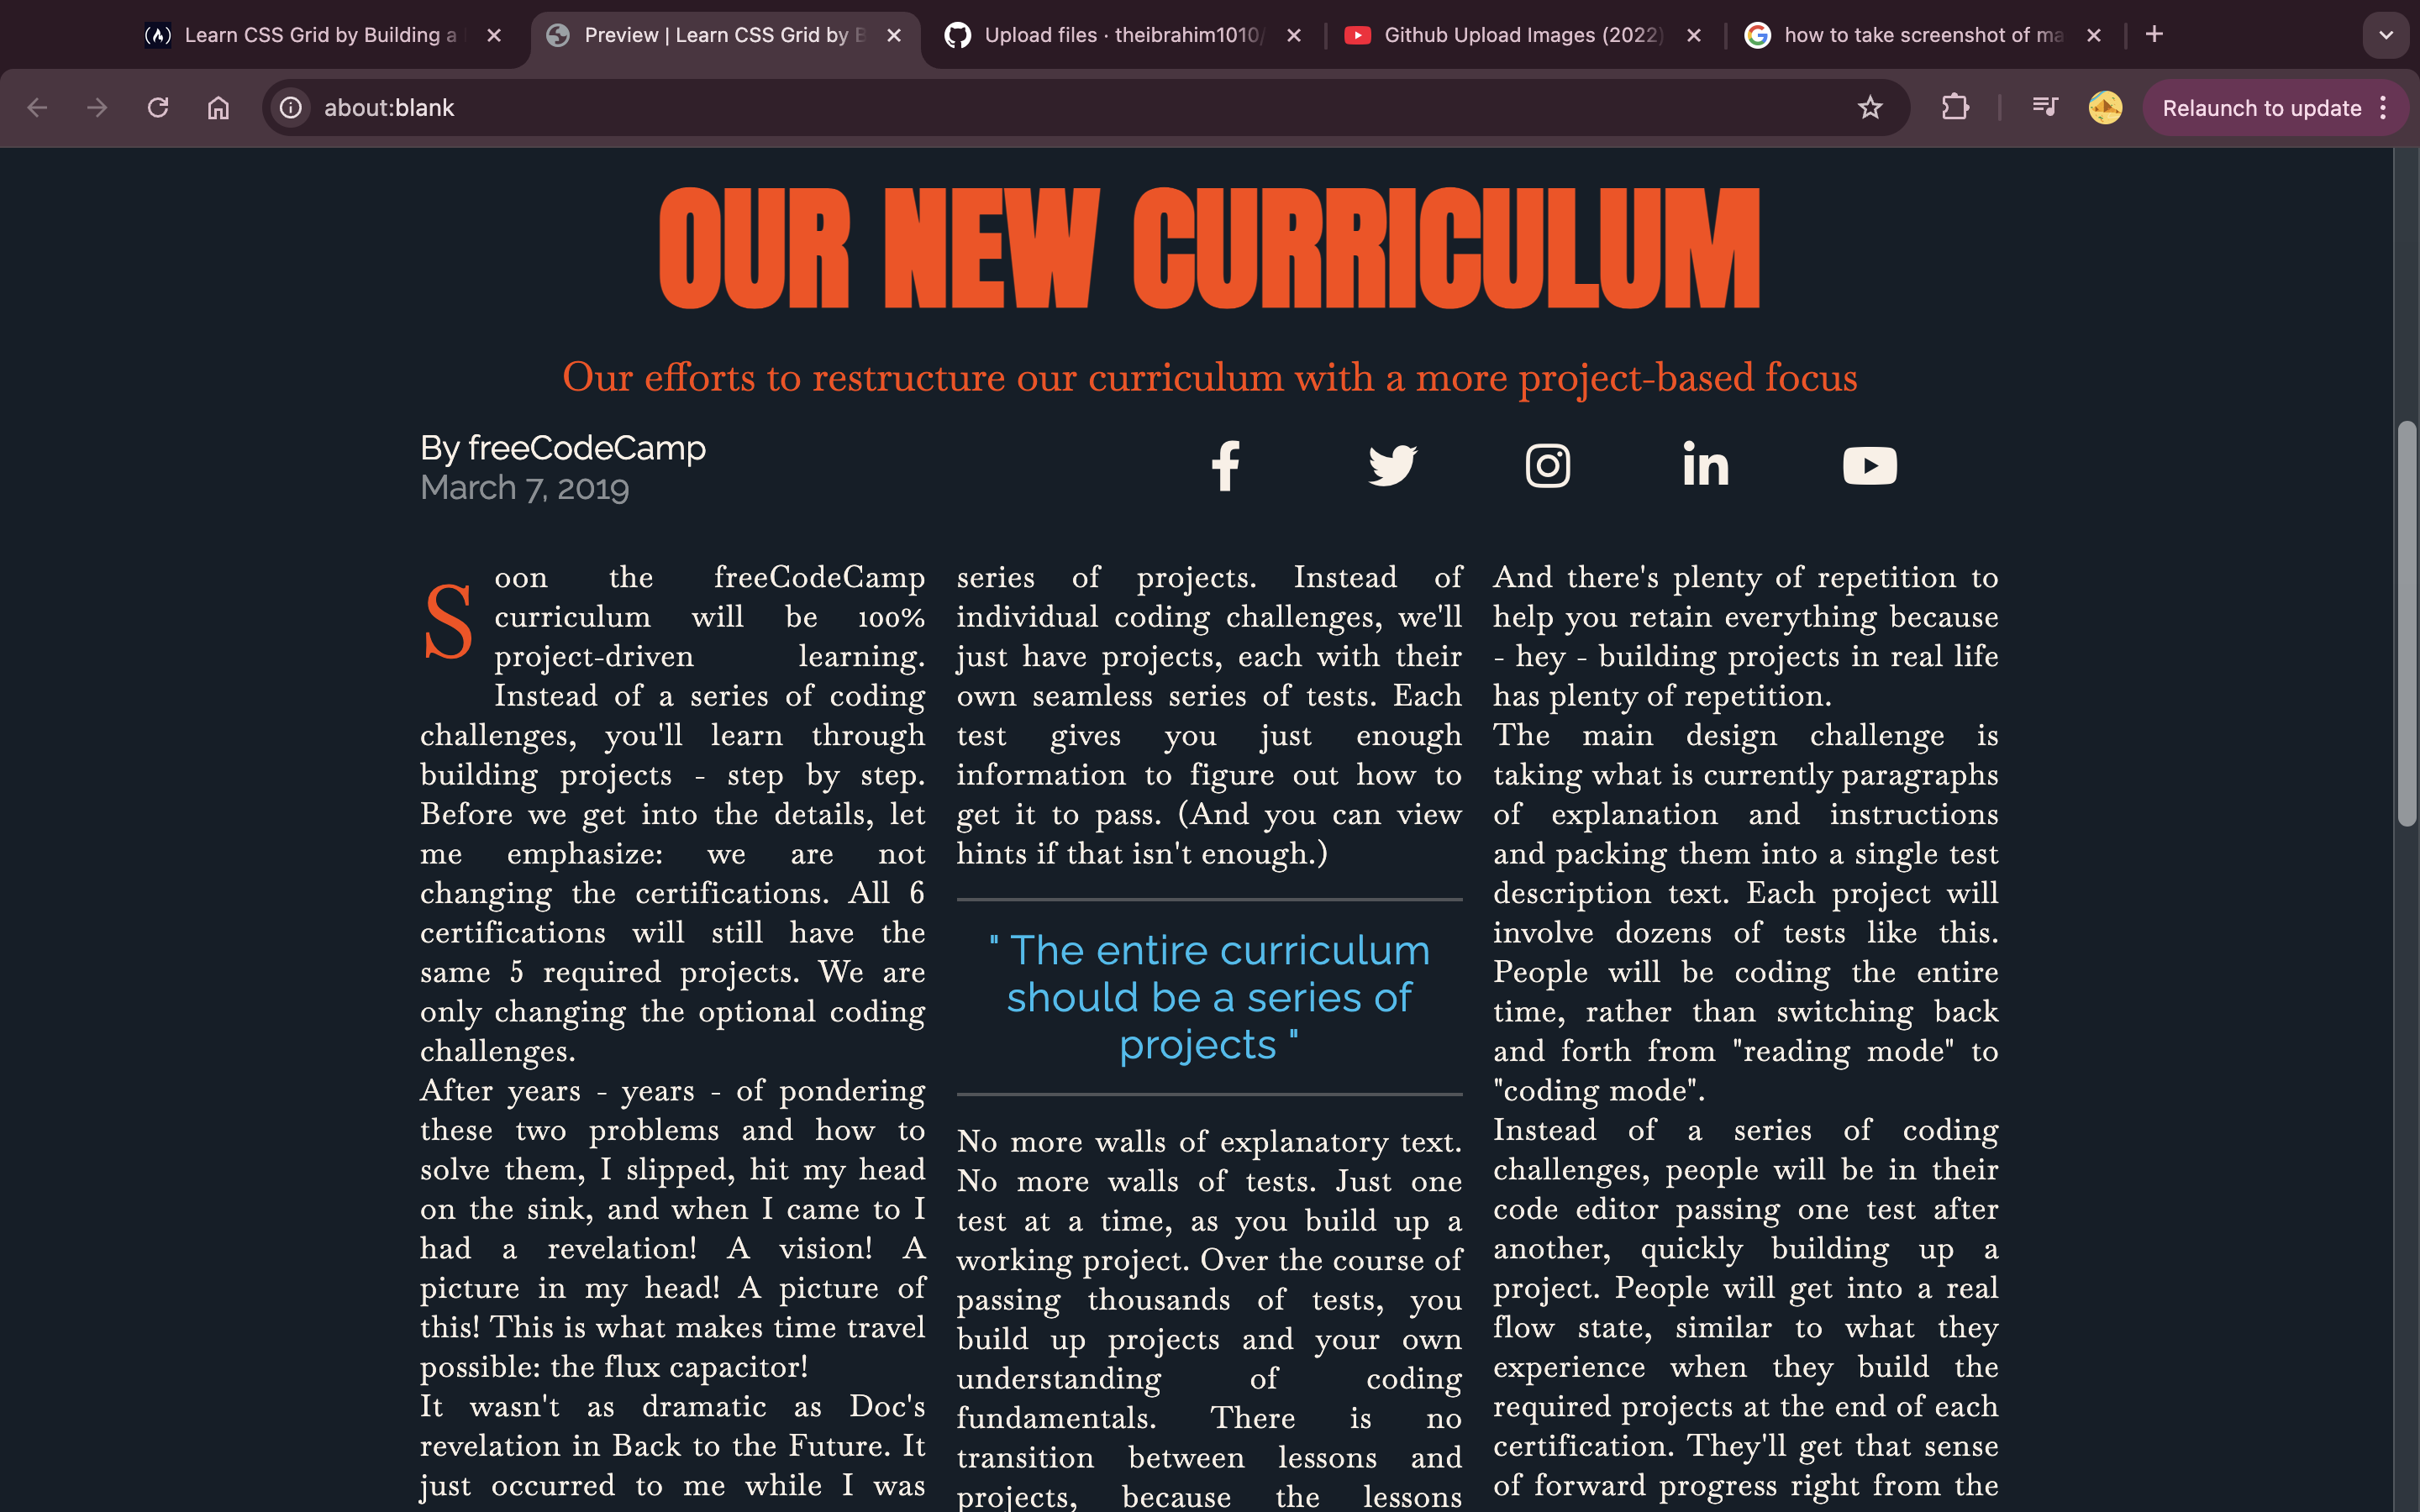 Learn CSS Grid by Building a
Preview | Learn CSS Grid by B
Upload files · theibrahim1010/
Github Upload Images (2022)
how to take screenshot of ma
about:blank
Relaunch to update
OUR NEW CURRICULUM
Our efforts to restructure our curriculum with a more project-based focus
By freeCodeCamp
March 7, 2019
Soon the freeCodeCamp
curriculum will be 100%
project-driven learning.
Instead of a series of coding
challenges, you'll learn through
building projects - step by step.
Before we get into the details, let
me emphasize: we are not
changing the certifications. All 6
certifications will still have the
same 5 required projects. We are
only changing the optional coding
challenges.
After years - years - of pondering
these two problems and how to
solve them, I slipped, hit my head
on the sink, and when I came to I
had a revelation! A vision! A
picture in my head! A picture of
this! This is what makes time travel
possible: the flux capacitor!
It wasn't as dramatic as Doc's
revelation in Back to the Future. It
just occurred to me while I was
series of projects. Instead of
individual coding challenges, we'll
just have projects, each with their
own seamless series of tests. Each
test gives you just enough
information to figure out how to
get it to pass. (And you can view
hints if that isn't enough.)
" The entire curriculum
should be a series of
projects "
No more walls of explanatory text.
No more walls of tests. Just one
test at a time, as you build up a
working project. Over the course of
passing thousands of tests, you
build up projects and your own
understanding of coding
fundamentals. There is no
transition between lessons and
projects, because the lessons
And there's plenty of repetition to
help you retain everything because
- hey - building projects in real life
has plenty of repetition.
The main design challenge is
taking what is currently paragraphs
of explanation and instructions
and packing them into a single test
description text. Each project will
involve dozens of tests like this.
People will be coding the entire
time, rather than switching back
and forth from "reading mode" to
"coding mode".
Instead of a series of coding
challenges, people will be in their
code editor passing one test after
another, quickly building up a
project. People will get into a real
flow state, similar to what they
experience when they build the
required projects at the end of each
certification. They'll get that sense
of forward progress right from the